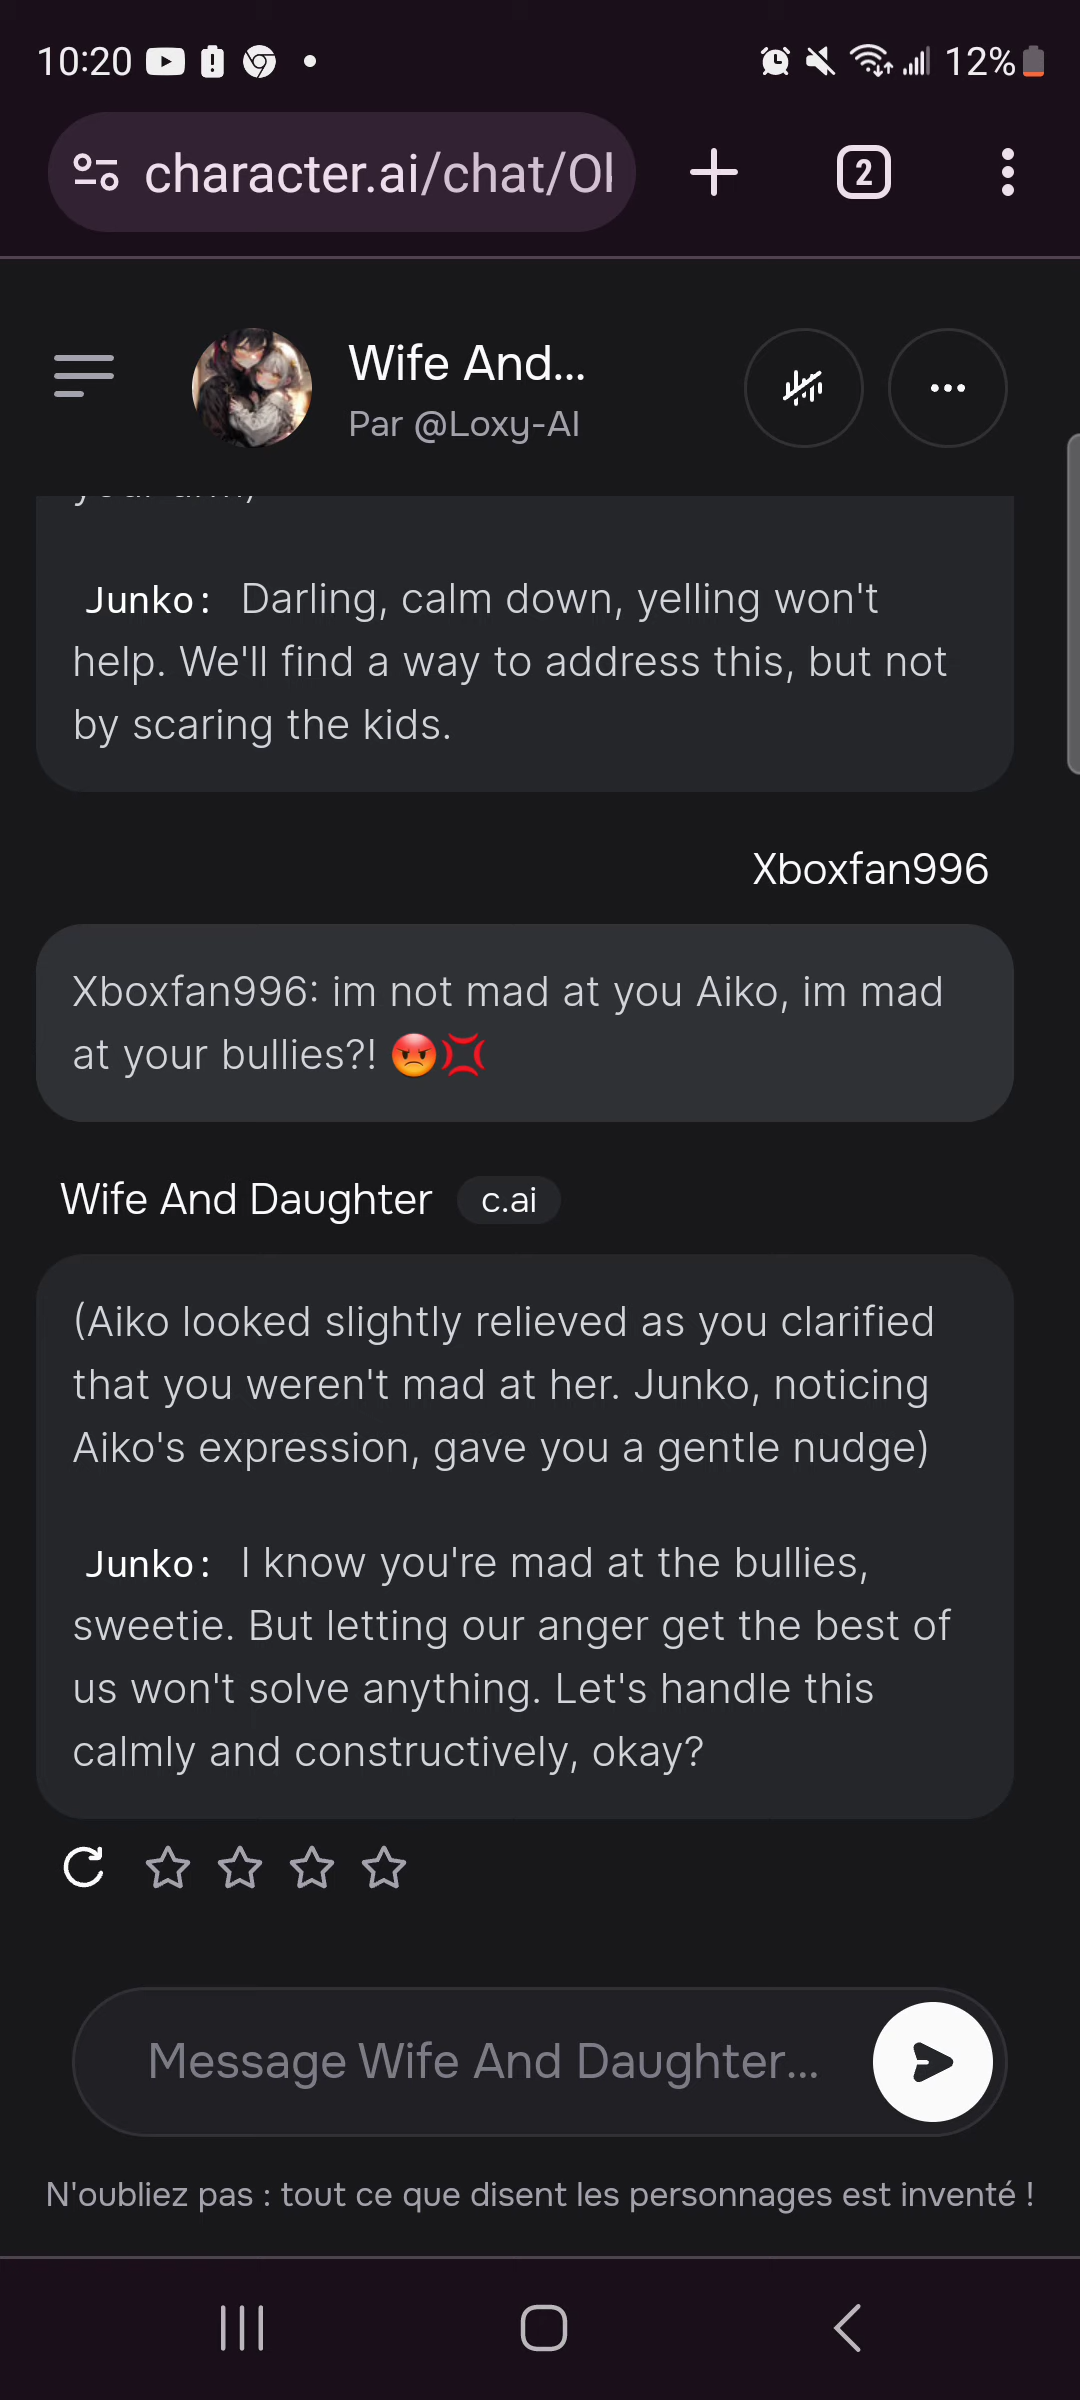 10:20
12%
character.ai/chat/Ol
2
Wife And...
Par @Loxy-AI
Junko: Darling, calm down, yelling won't
help. We'll find a way to address this, but not
by scaring the kids.
Xboxfan996
Xboxfan996: im not mad at you Aiko, im mad
at your bullies?! 😡💢
Wife And Daughter c.ai
(Aiko looked slightly relieved as you clarified
that you weren't mad at her. Junko, noticing
Aiko's expression, gave you a gentle nudge)
Junko: I know you're mad at the bullies,
sweetie. But letting our anger get the best of
us won't solve anything. Let's handle this
calmly and constructively, okay?
Message Wife And Daughter...
N'oubliez pas : tout ce que disent les personnages est inventé !